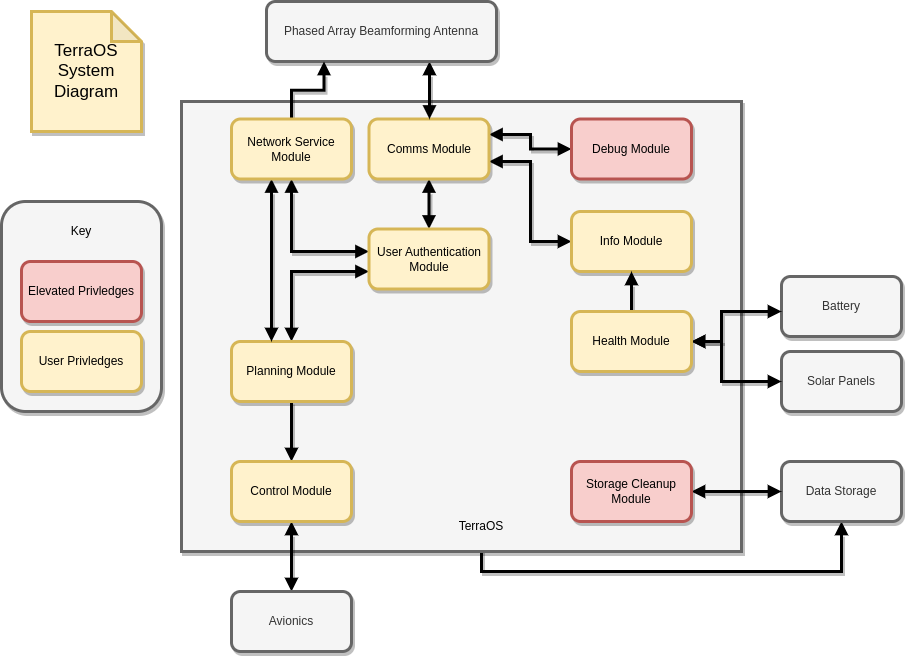 TerraOS
System
Diagram
Phased Array Beamforming Antenna
Network Service
Module
Comms Module
Debug Module
Key
Elevated Privledges
User Privledges
User Authentication
Module
Info Module
Health Module
Battery
Solar Panels
Planning Module
Control Module
Storage Cleanup
Module
Data Storage
TerraOS
Avionics